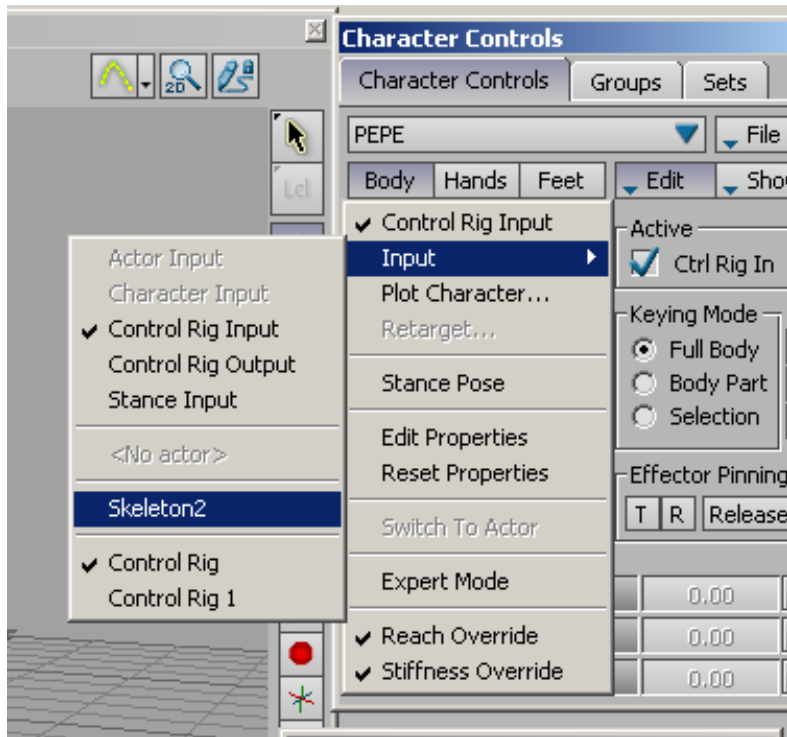 Character Controls
Character Controls Groups Sets
2D
PEPE File
Lcl
Body Hands Feet Edit Sho
Control Rig Input
Input
Plot Character...
Retarget...
Stance Pose
Edit Properties
Reset Properties
Switch To Actor
Expert Mode
Reach Override
Stiffness Override
Actor Input
Character Input
Control Rig Input
Control Rig Output
Stance Input
<No actor>
Skeleton2
Control Rig
Control Rig 1
Active
Ctrl Rig In
Keying Mode
Full Body
Body Part
Selection
Effector Pinning
T R Release
0.00
0.00
0.00